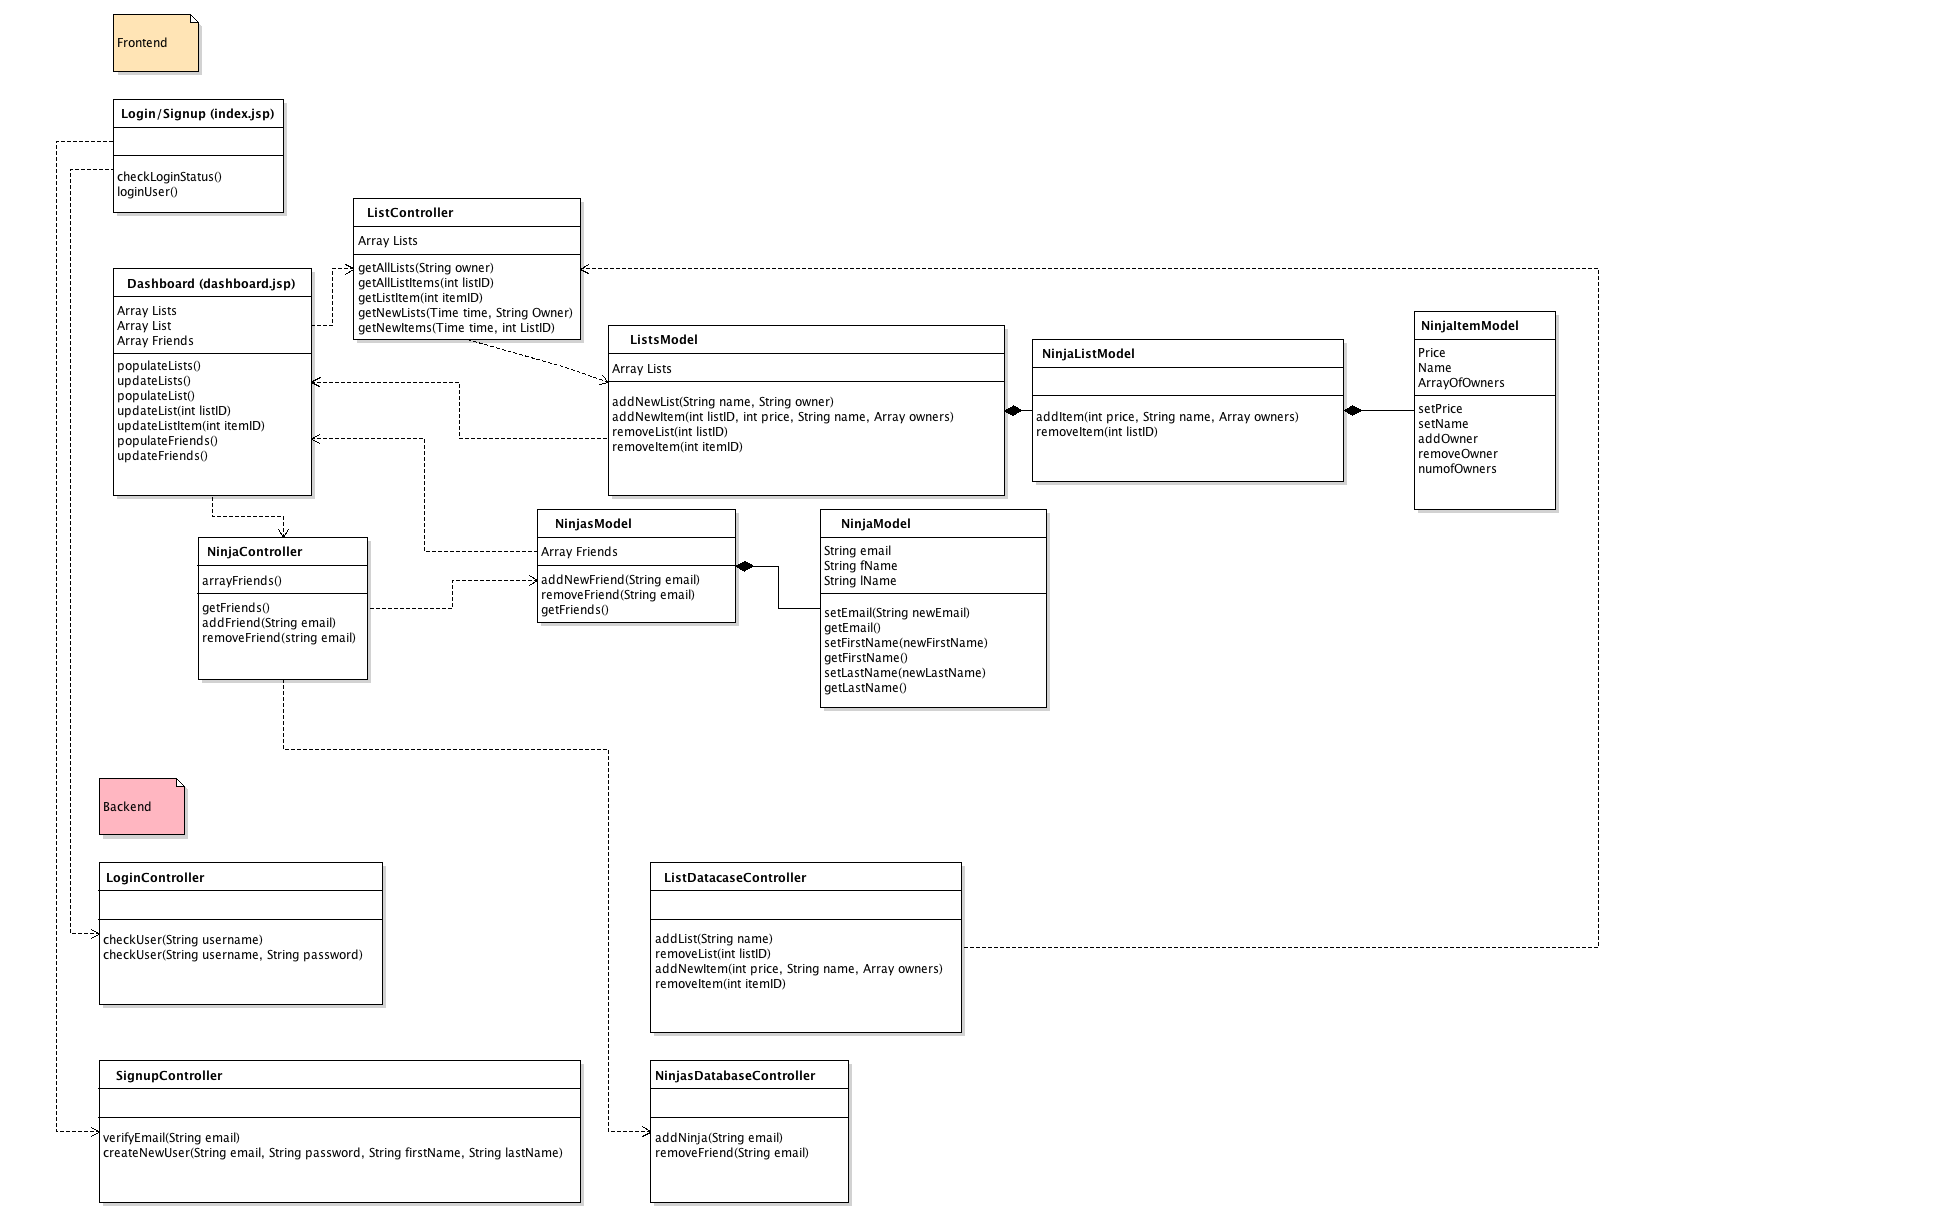 Frontend
Login/Signup (index.jsp)
checkLoginStatus()
loginUser()
ListController
Array Lists
getAllLists(String owner)
getAllListItems(int listID)
getListItem(int itemID)
getNewLists(Time time, String Owner)
getNewItems(Time time, int ListID)
Dashboard (dashboard.jsp)
Array Lists
Array List
Array Friends
populateLists()
updateLists()
populateList()
updateList(int listID)
updateListItem(int itemID)
populateFriends()
updateFriends()
ListsModel
Array Lists
addNewList(String name, String owner)
addNewItem(int listID, int price, String name, Array owners)
removeList(int listID)
removeItem(int itemID)
NinjaListModel
addItem(int price, String name, Array owners)
removeItem(int listID)
NinjaItemModel
Price
Name
ArrayOfOwners
setPrice
setName
addOwner
removeOwner
numofOwners
NinjaController
arrayFriends()
getFriends()
addFriend(String email)
removeFriend(string email)
NinjasModel
Array Friends
addNewFriend(String email)
removeFriend(String email)
getFriends()
NinjaModel
String email
String fName
String lName
setEmail(String newEmail)
getEmail()
setFirstName(newFirstName)
getFirstName()
setLastName(newLastName)
getLastName()
Backend
LoginController
checkUser(String username)
checkUser(String username, String password)
ListDatacaseController
addList(String name)
removeList(int listID)
addNewItem(int price, String name, Array owners)
removeItem(int itemID)
SignupController
verifyEmail(String email)
createNewUser(String email, String password, String firstName, String lastName)
NinjasDatabaseController
addNinja(String email)
removeFriend(String email)